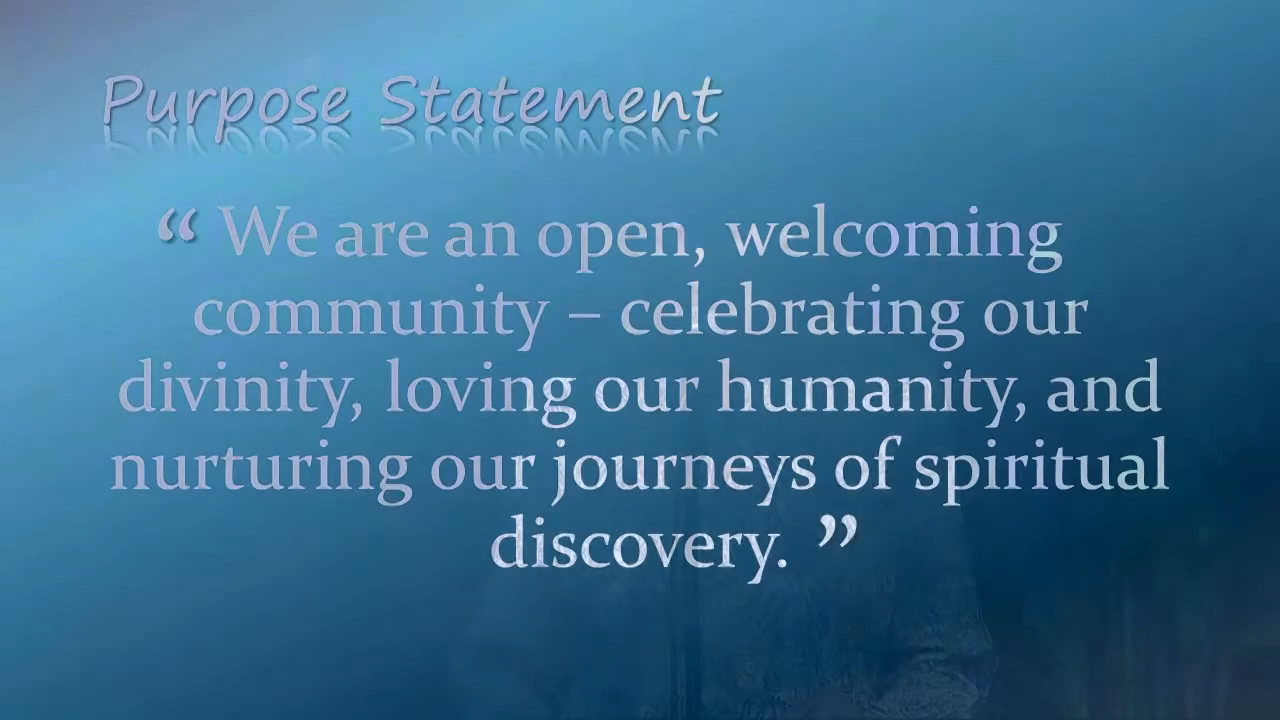 Purpose Statement
“ We are an open, welcoming
community – celebrating our
divinity, loving our humanity, and
nurturing our journeys of spiritual
discovery. ”